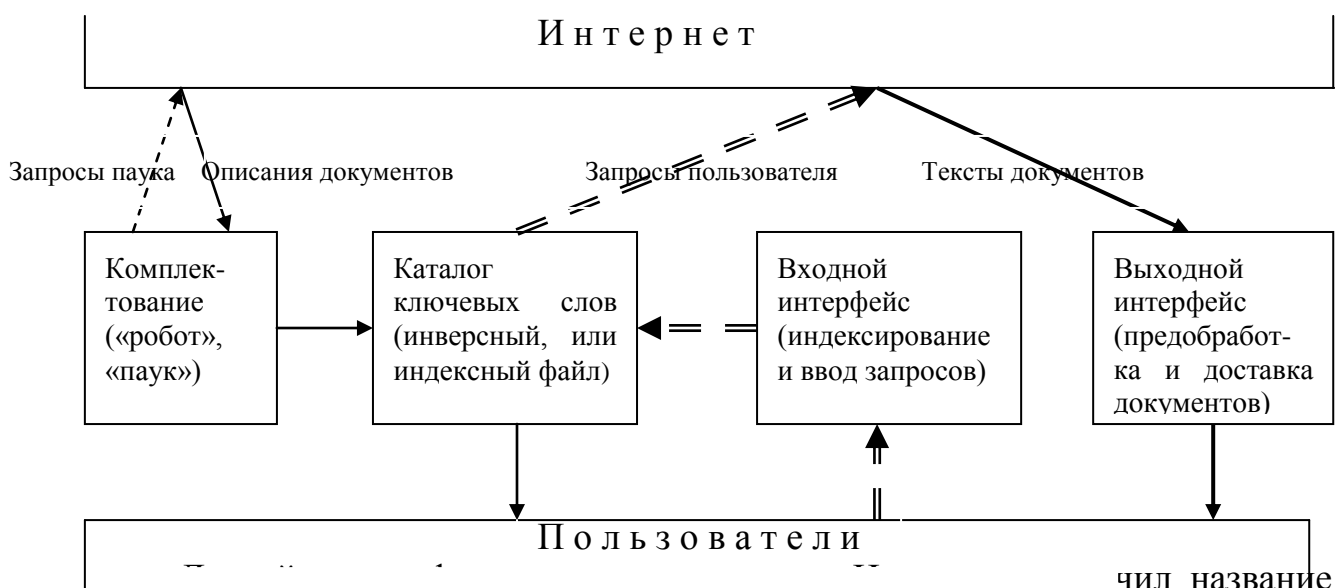 И н т е р н е т
Запросы паука
Описания документов
Запросы пользователя
Тексты документов
Комплек-
тование
(«робот»,
«паук»)
Каталог
ключевых слов
(инверсный, или
индексный файл)
Входной
интерфейс
(индексирование
и ввод запросов)
Выходной
интерфейс
(предобработ-
ка и доставка
документов)
П о л ь з о в а т е л и
чил название